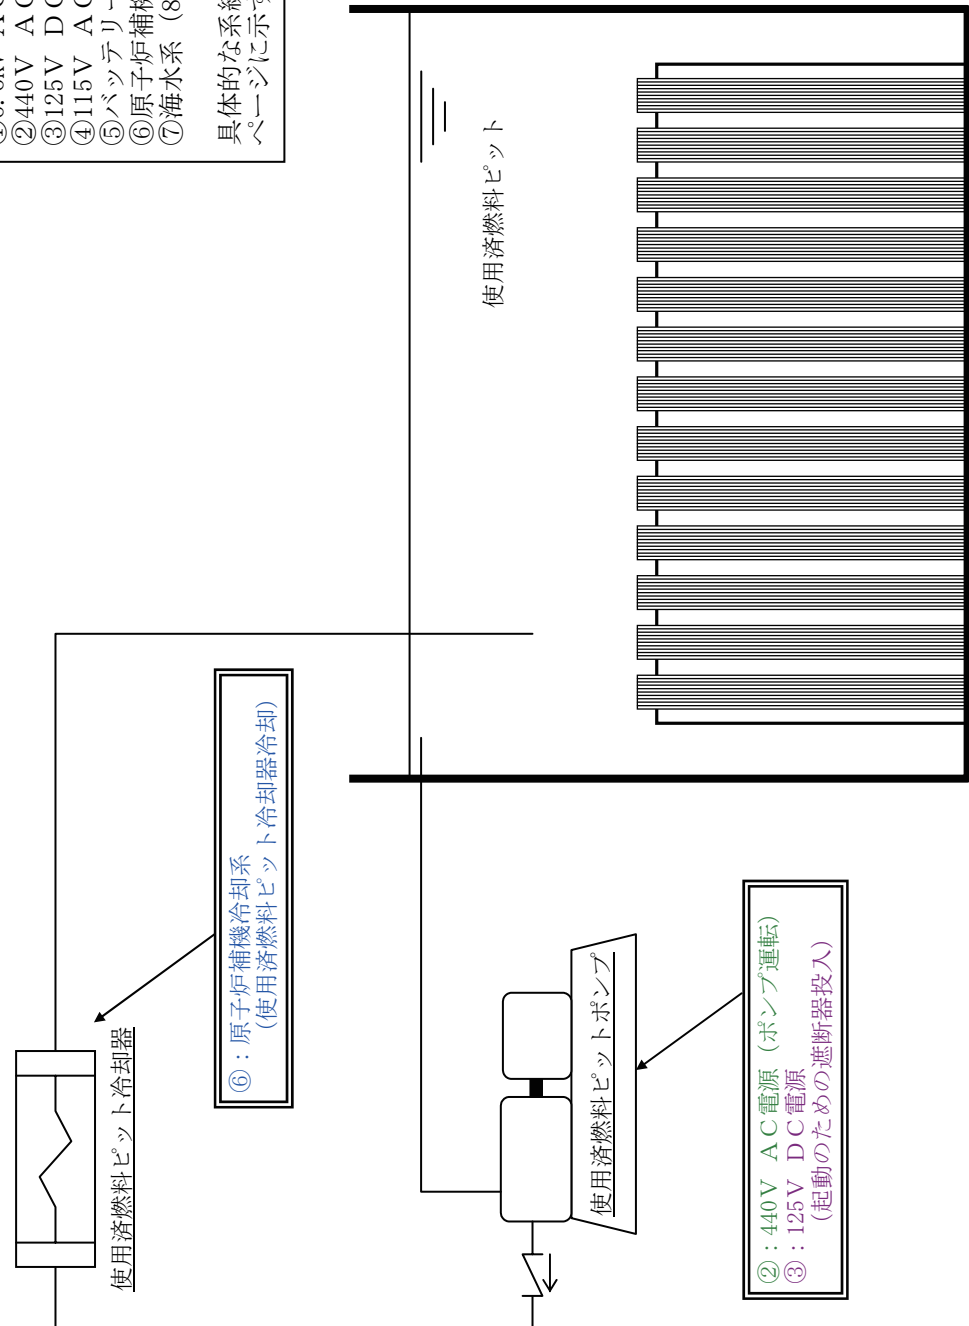 ②440V AC
③125V DC
④115V AC
⑤バッテリー
⑥原子炉補機
⑦海水系（8
具体的な系統
ページに示す
使用済燃料ピット
⑥：原子炉補機冷却系
（使用済燃料ピット冷却器冷却）
使用済燃料ピット冷却器
使用済燃料ピットポンプ
②：440V AC電源（ポンプ運転）
③：125V DC電源
（起動のための遮断器投入）